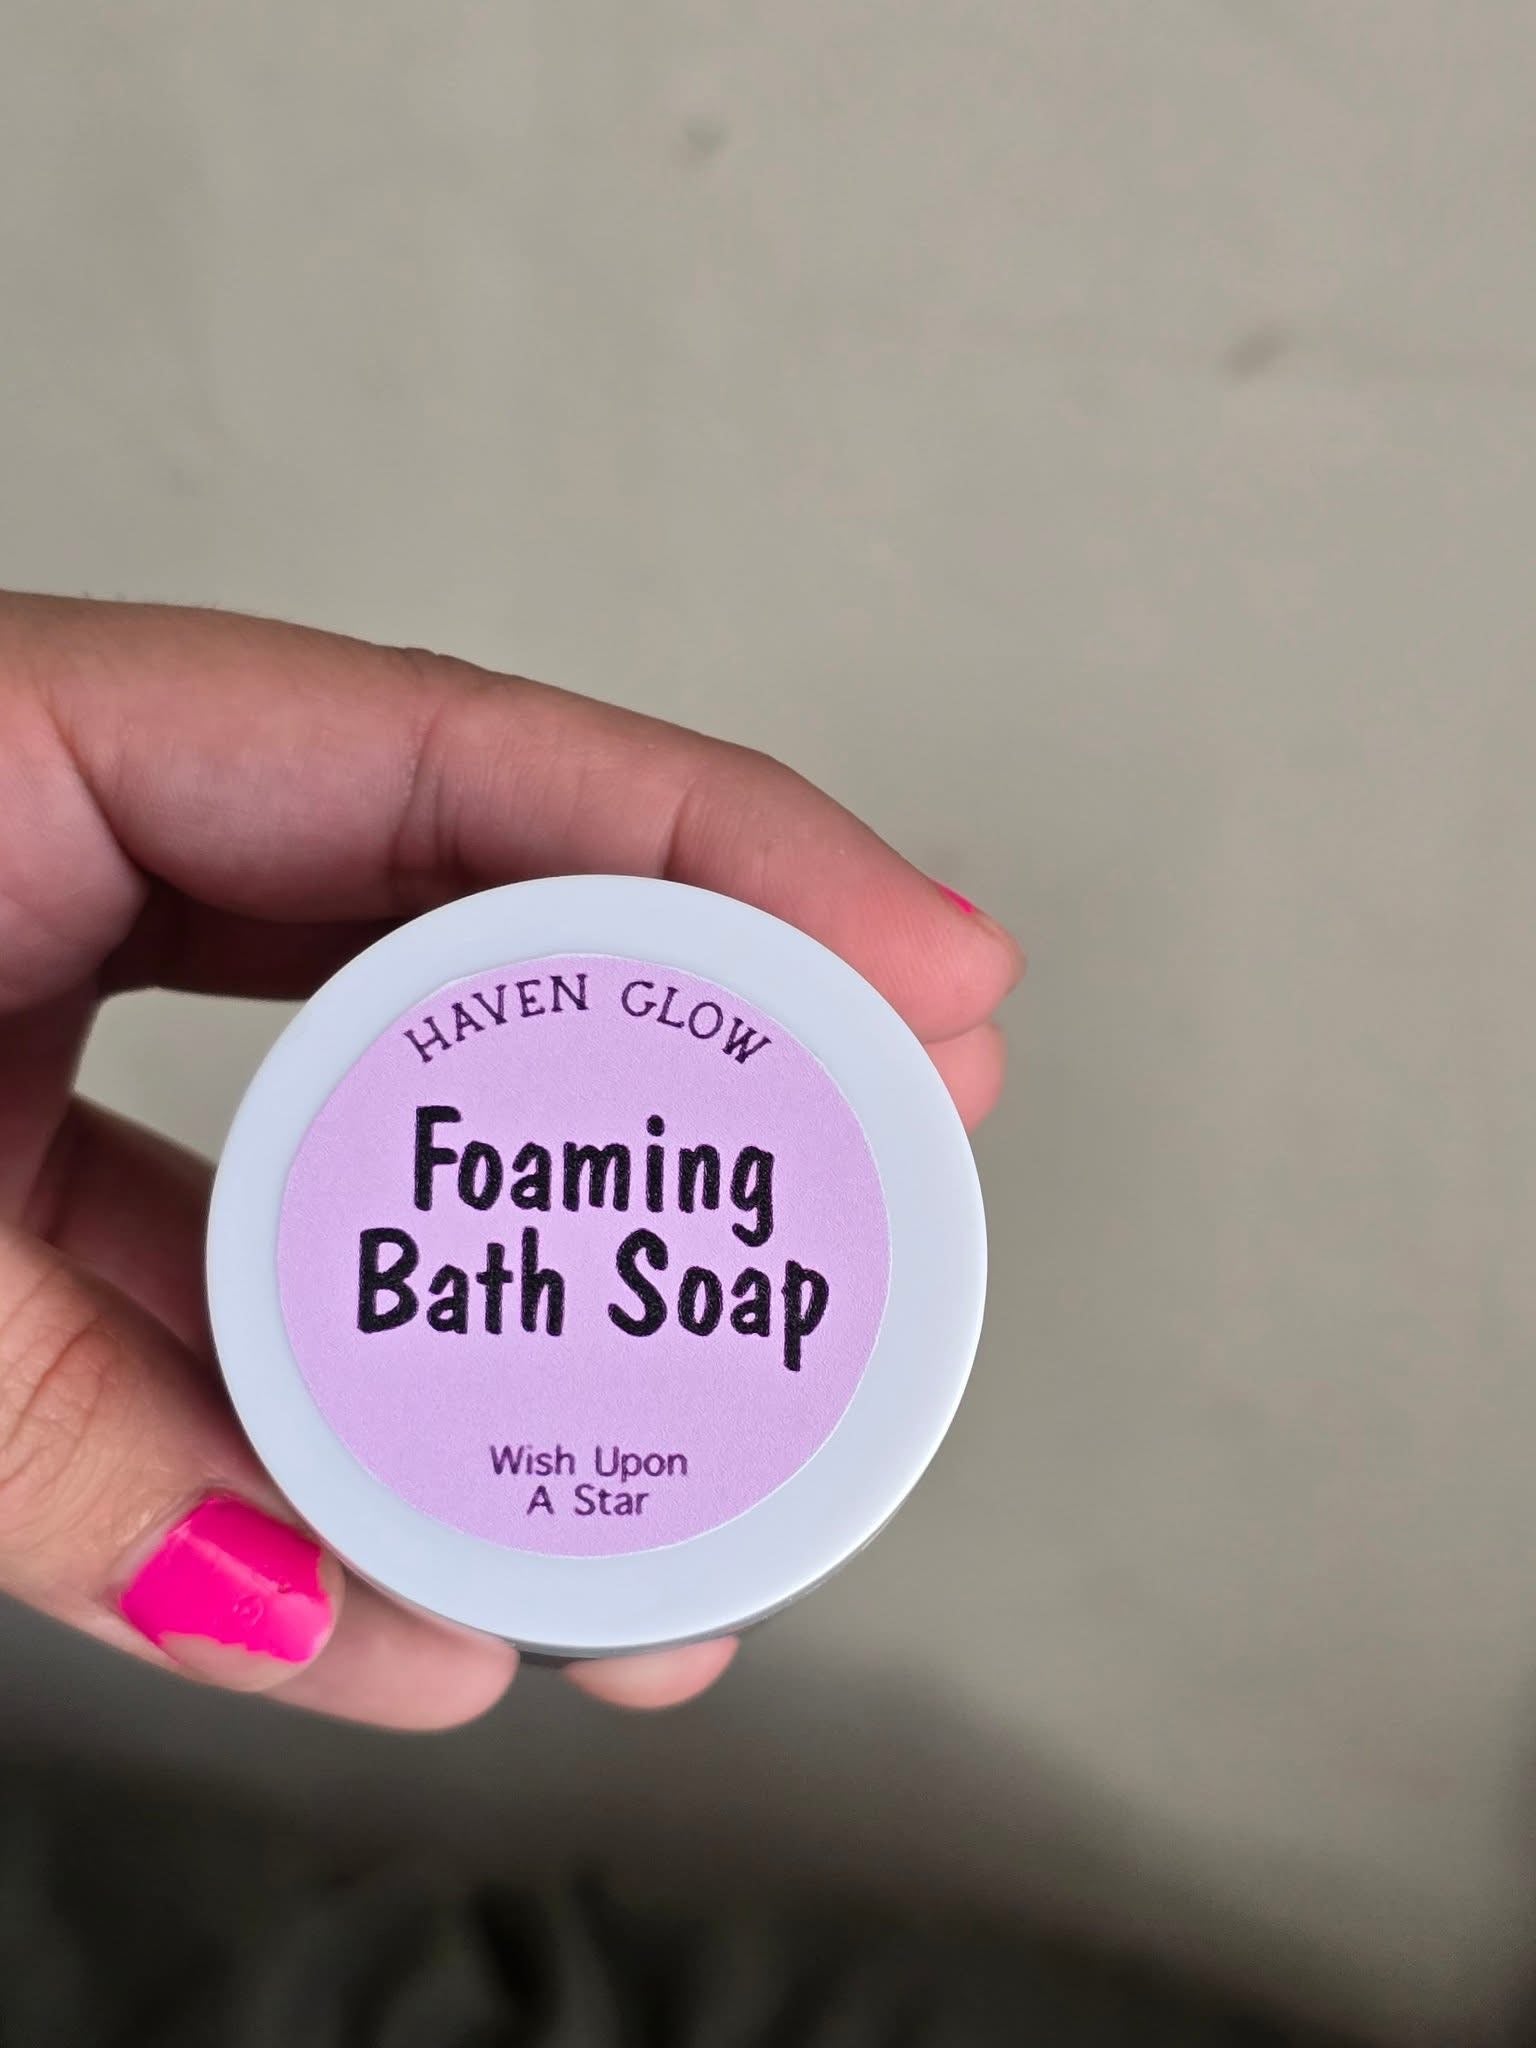 HAVEN GLOW
Foaming
Bath Soap
Wish Upon
A Star